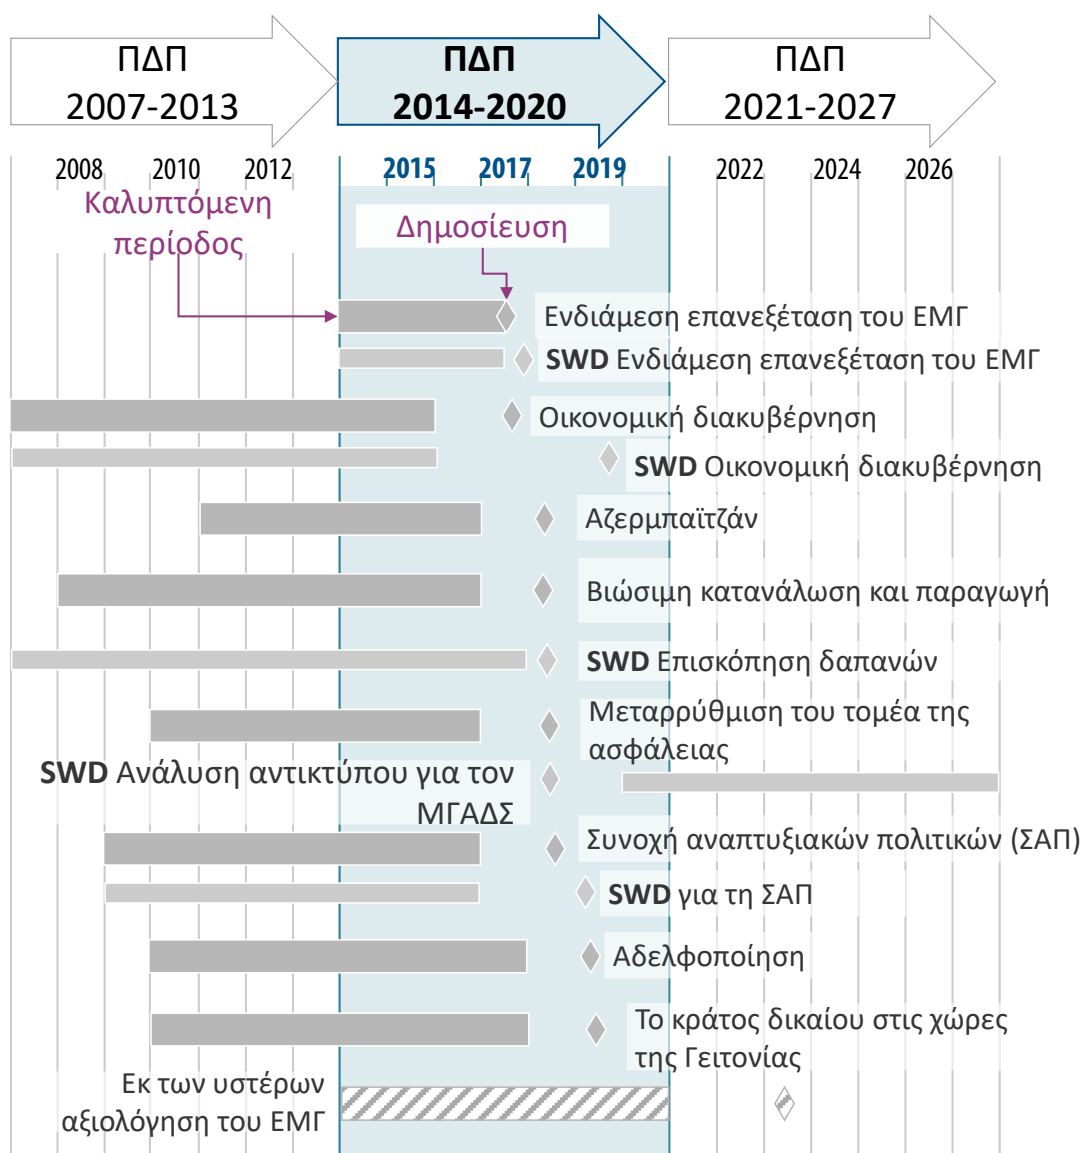 ΠΔΠ
2007-2013
ΠΔΠ
2014-2020
ΠΔΠ
2021-2027
2008 2010 2012 2015 2017 2019 2022 2024 2026
Καλυπτόμενη
περίοδος
Δημοσίευση
Ενδιάμεση επανεξέταση του ΕΜΓ
SWD Ενδιάμεση επανεξέταση του ΕΜΓ
Οικονομική διακυβέρνηση
SWD Οικονομική διακυβέρνηση
Αζερμπαϊτζάν
Βιώσιμη κατανάλωση και παραγωγή
SWD Επισκόπηση δαπανών
Μεταρρύθμιση του τομέα της
ασφάλειας
SWD Ανάλυση αντικτύπου για τον
ΜΓΑΔΣ
Συνοχή αναπτυξιακών πολιτικών (ΣΑΠ)
SWD για τη ΣΑΠ
Αδελφοποίηση
Το κράτος δικαίου στις χώρες
της Γειτονίας
Εκ των υστέρων
αξιολόγηση του ΕΜΓ